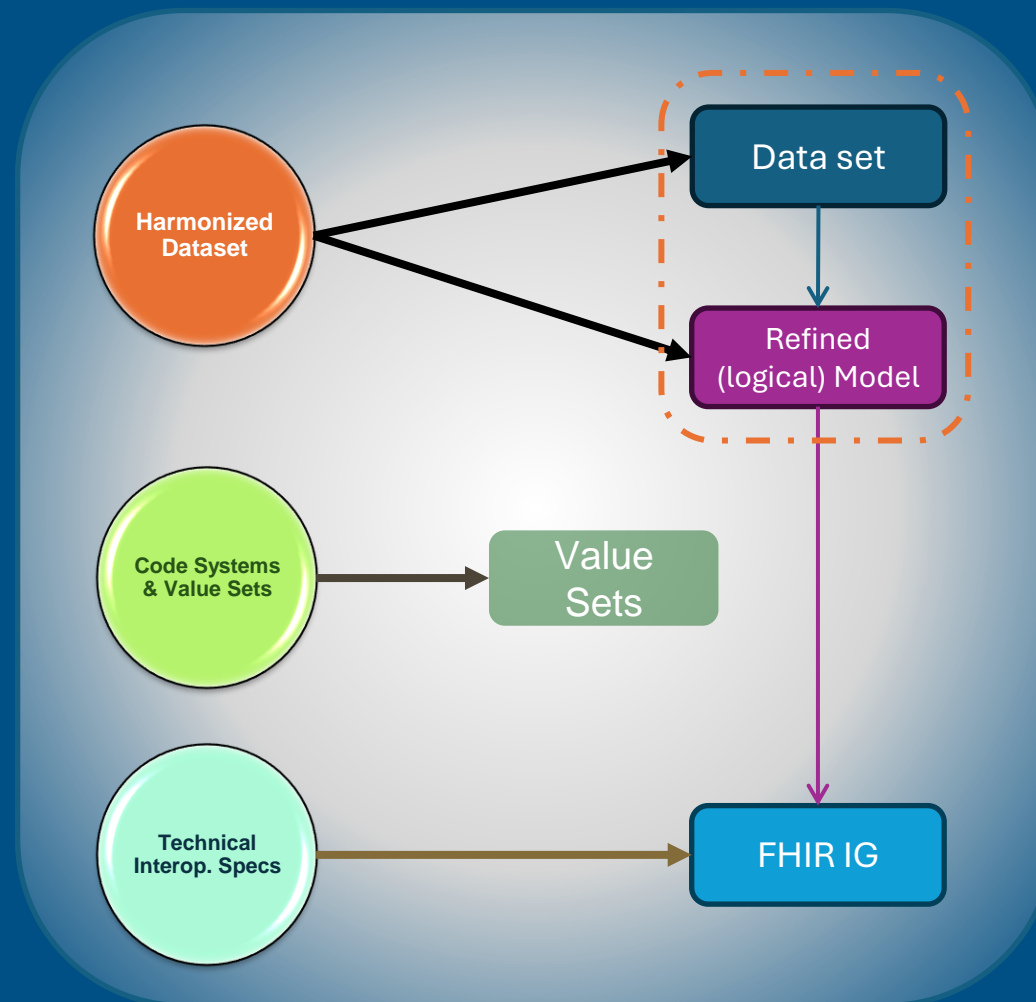 Data set
Harmonized
Dataset
Refined
(logical) Model
Code Systems
& Value Sets
Value
Sets
Technical
Interop. Specs
FHIR IG